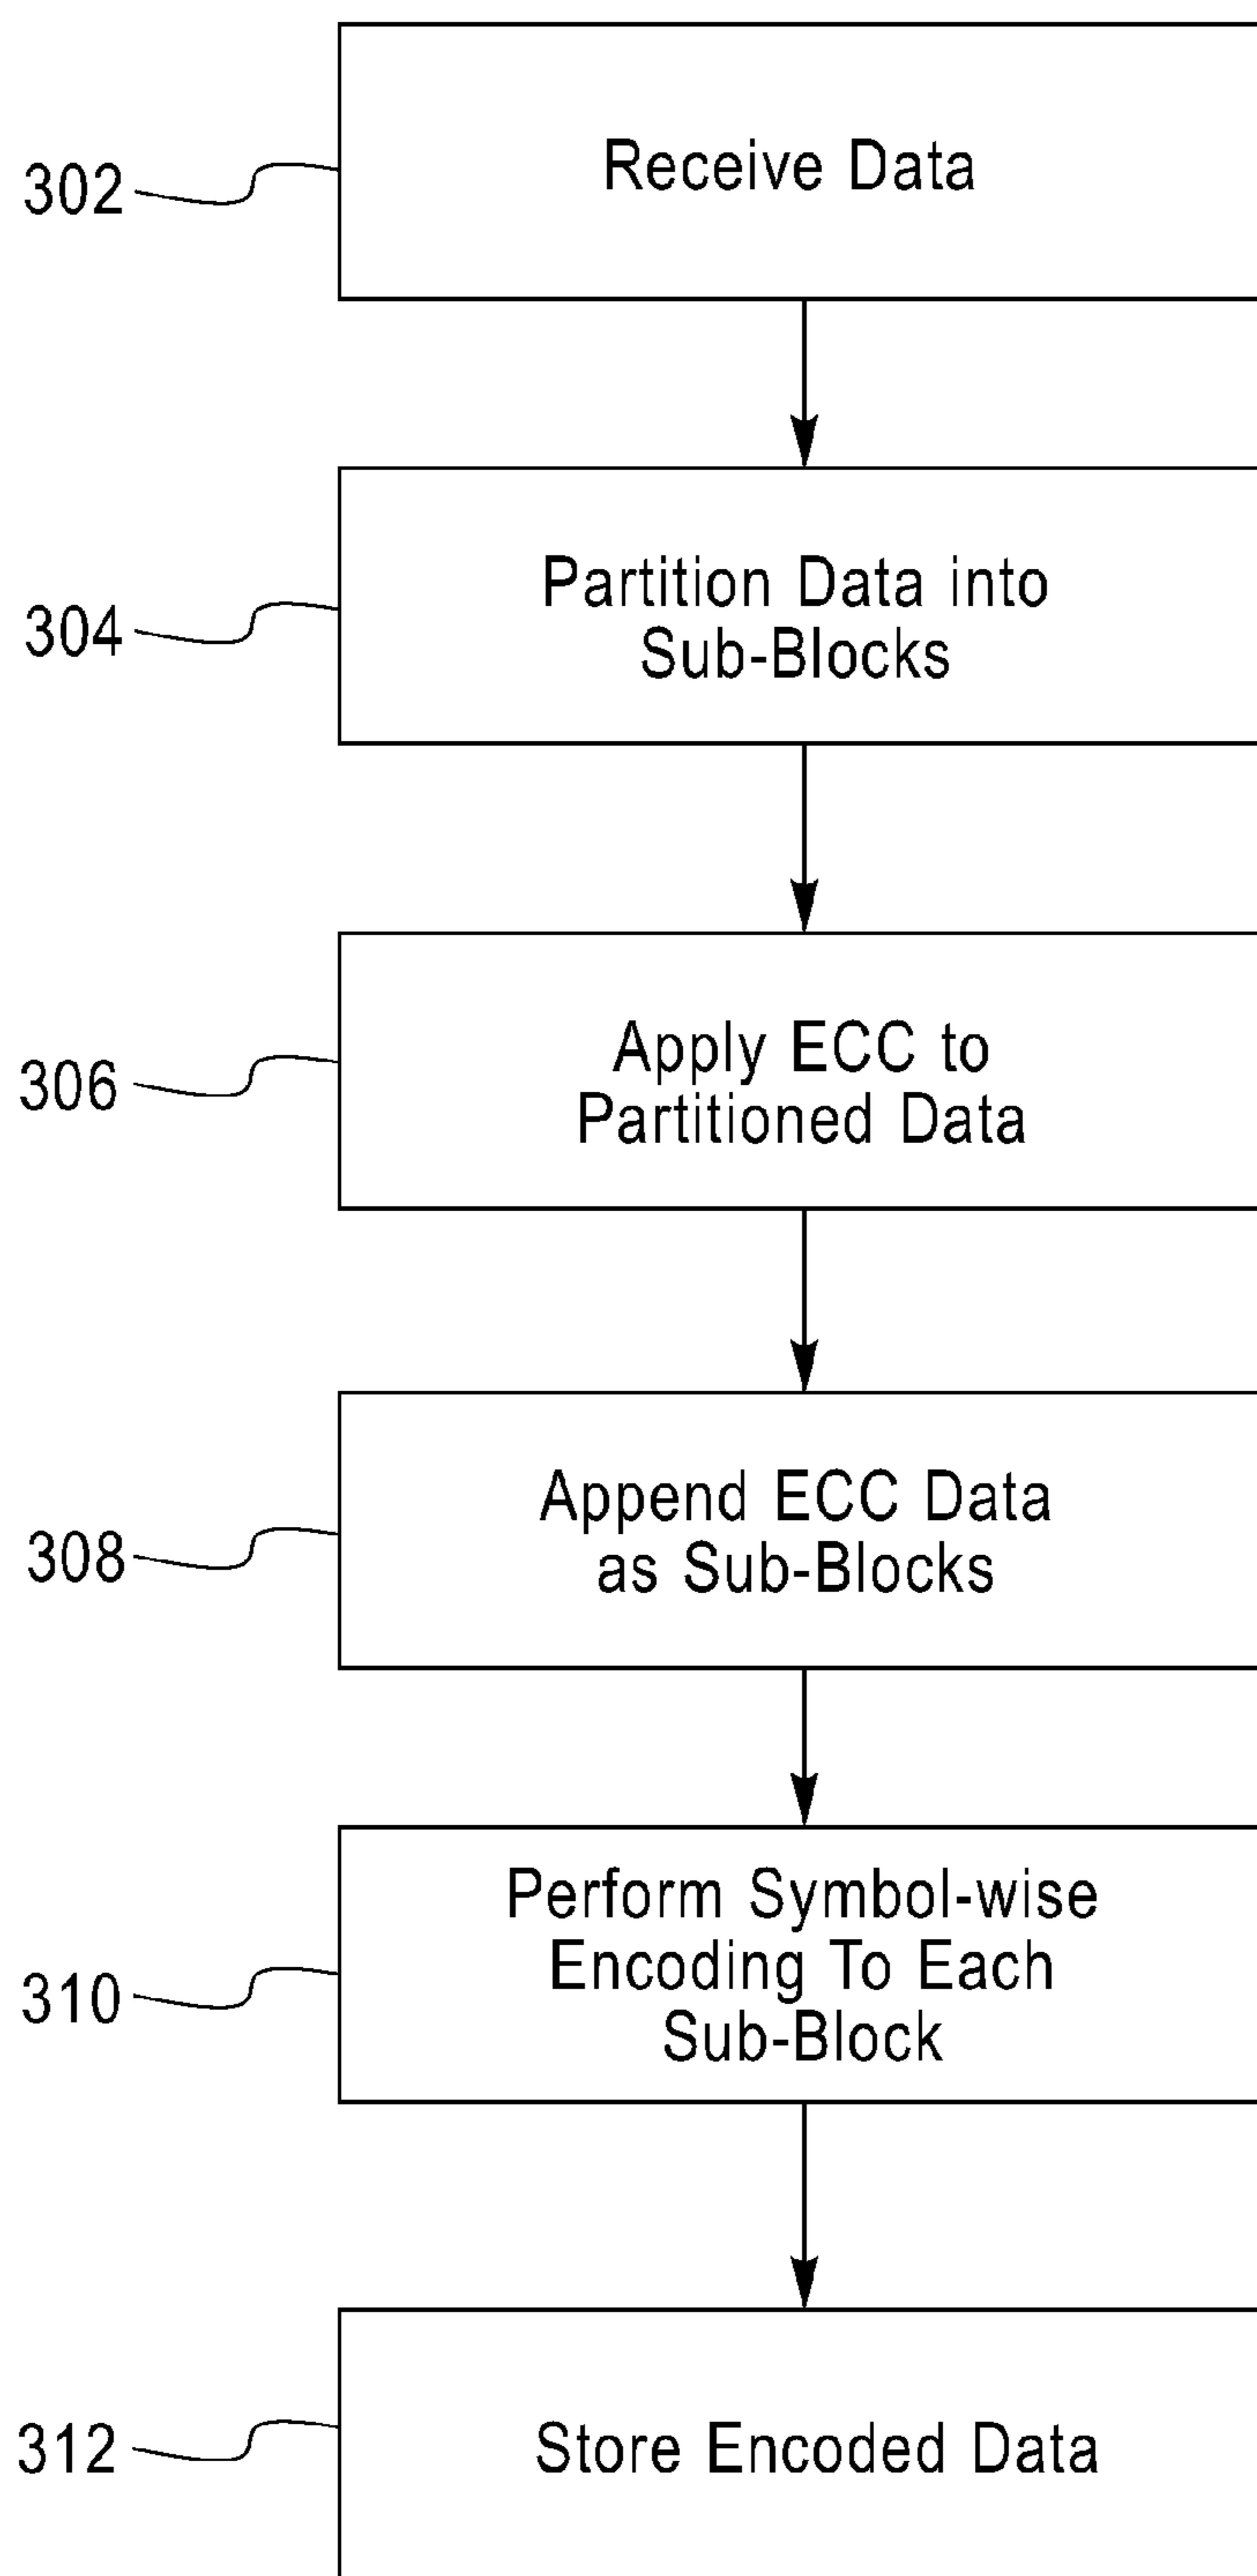 302
Receive Data
304
Partition Data into
Sub-Blocks
306
Apply ECC to
Partitioned Data
308
Append ECC Data
as Sub-Blocks
310
Perform Symbol-wise
Encoding To Each
Sub-Block
312
Store Encoded Data